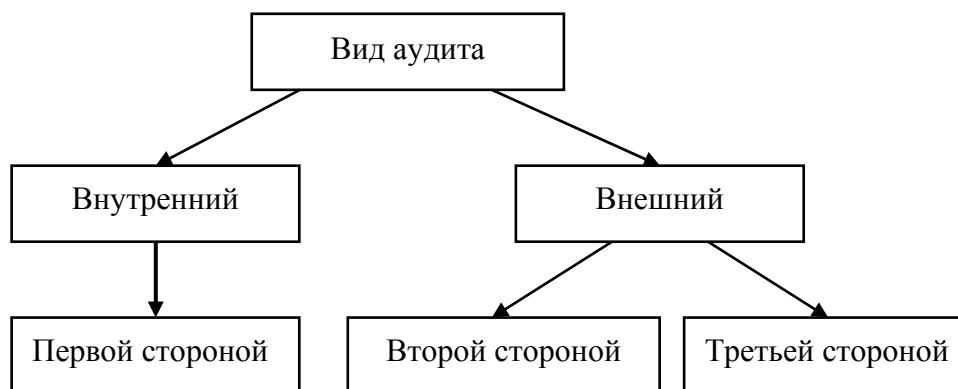 Вид аудита
Внутренний
Внешний
Первой стороной
Второй стороной
Третьей стороной